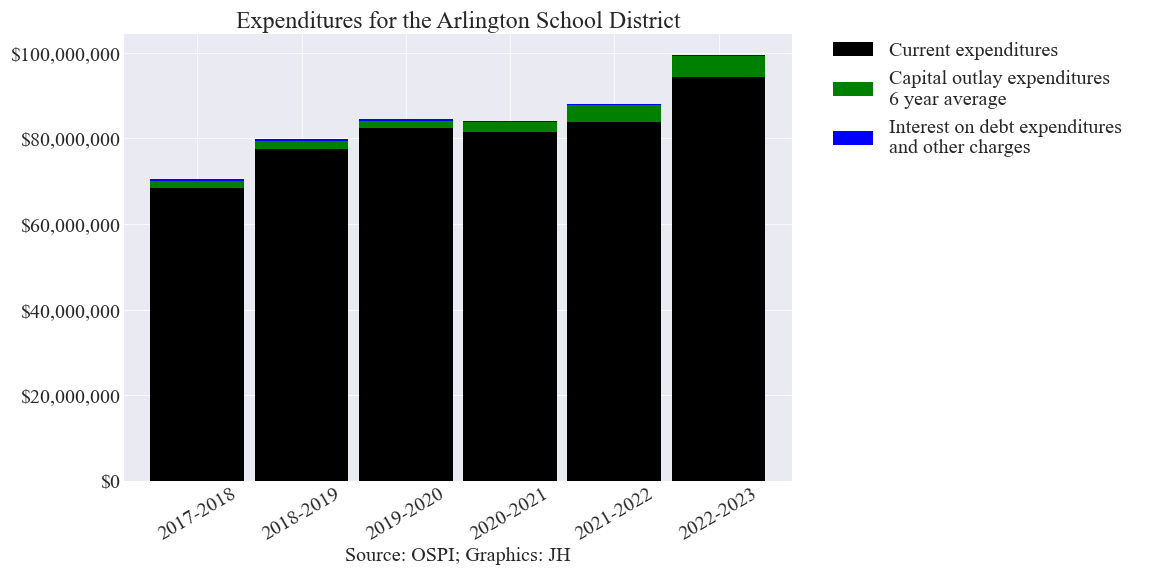 Expenditures for the Arlington School District
$100,000,000
$80,000,000
$60,000,000
$40,000,000
$20,000,000
$0
2017-2018
2018-2019
2019-2020
2020-2021
2021-2022
2022-2023
Source: OSPI; Graphics: JH
Current expenditures
Capital outlay expenditures
6 year average
Interest on debt expenditures
and other charges